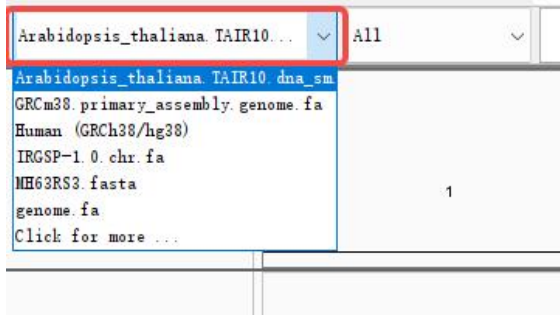 Arabidopsis_thaliana.TAIR10... All
Arabidopsis_thaliana.TAIR10.dna_sm
GRCm38.primary_assembly.genome.fa
Human (GRCh38/hg38)
IRGSP-1.0.chr.fa
MH63RS3.fasta
genome.fa
Click for more ...
1